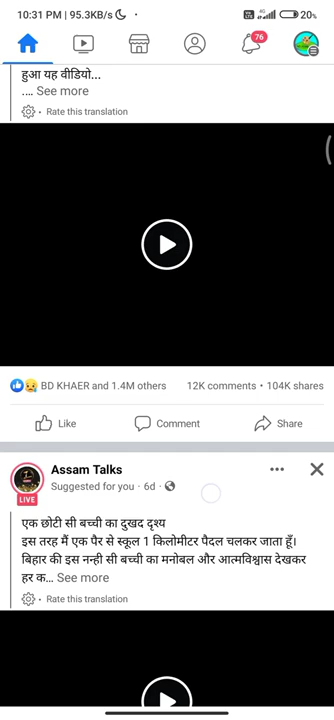 10:31 PM | 95.3KB/s
4G
20%
76
हुआ यह वीडियो...
.... See more
Rate this translation
BD KHAER and 1.4M others 12K comments • 104K shares
Like Comment Share
Assam Talks
Suggested for you · 6d ·
LIVE
एक छोटी सी बच्ची का दुखद दृश्य
इस तरह मैं एक पैर से स्कूल 1 किलोमीटर पैदल चलकर जाता हूँ।
बिहार की इस नन्ही सी बच्ची का मनोबल और आत्मविश्वास देखकर
हर क... See more
Rate this translation